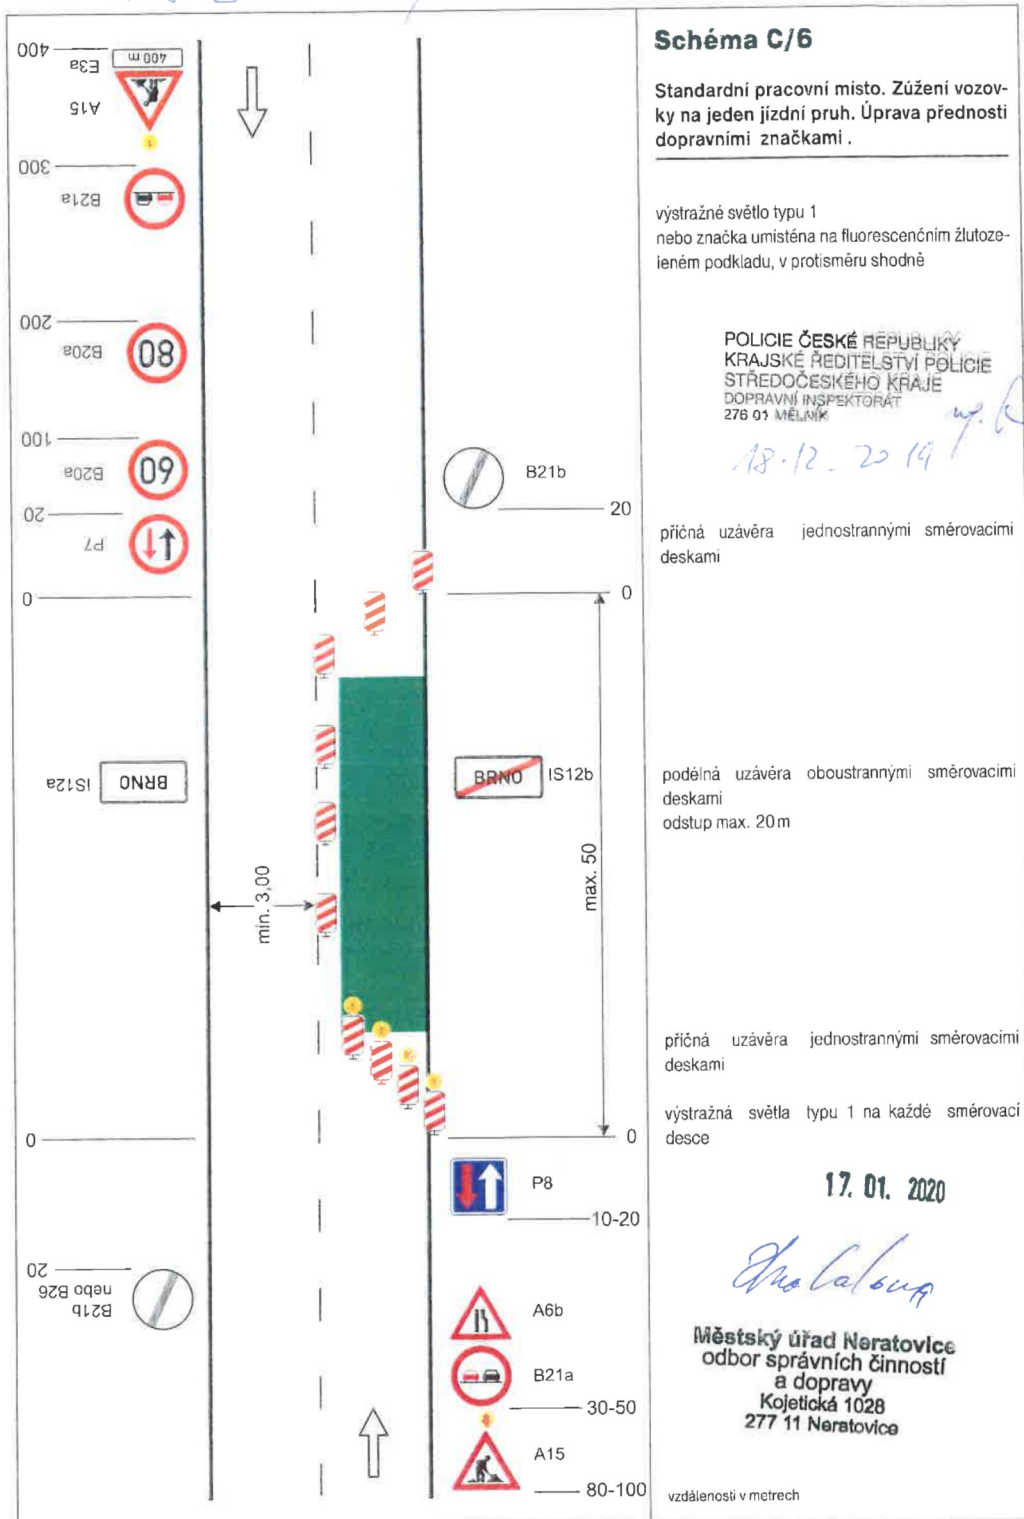 Schéma C/6
Standardní pracovní místo. Zúžení vozov-
ky na jeden jízdní pruh. Úprava přednosti
dopravními značkami .
výstražné světlo typu 1
nebo značka umístěna na fluorescenčním žlutoze-
leném podkladu, v protisměru shodně
POLICIE ČESKÉ REPUBLIKY
KRAJSKÉ ŘEDITELSTVÍ POLICIE
STŘEDOČESKÉHO KRAJE
DOPRAVNÍ INSPEKTORÁT
276 01 MĚLNÍK
18.12. 2019
příčná uzávěra jednostrannými směrovacími
deskami
podélná uzávěra oboustrannými směrovacími
deskami
odstup max. 20 m
příčná uzávěra jednostrannými směrovacími
deskami
výstražná světla typu 1 na každé směrovací
desce
17. 01. 2020
Městský úřad Neratovice
odbor správních činností
a dopravy
Kojetická 1028
277 11 Neratovice
vzdálenosti v metrech
400
E3a
400 m
A15
1
300
B21a
200
B20a
80
100
B20a
60
20
P7
0
IS12a
BRNO
min. 3,00
0
20
B21b
nebo B26
B21b
20
0
BRNO
IS12b
max. 50
0
P8
10-20
A6b
B21a
30-50
A15
80-100